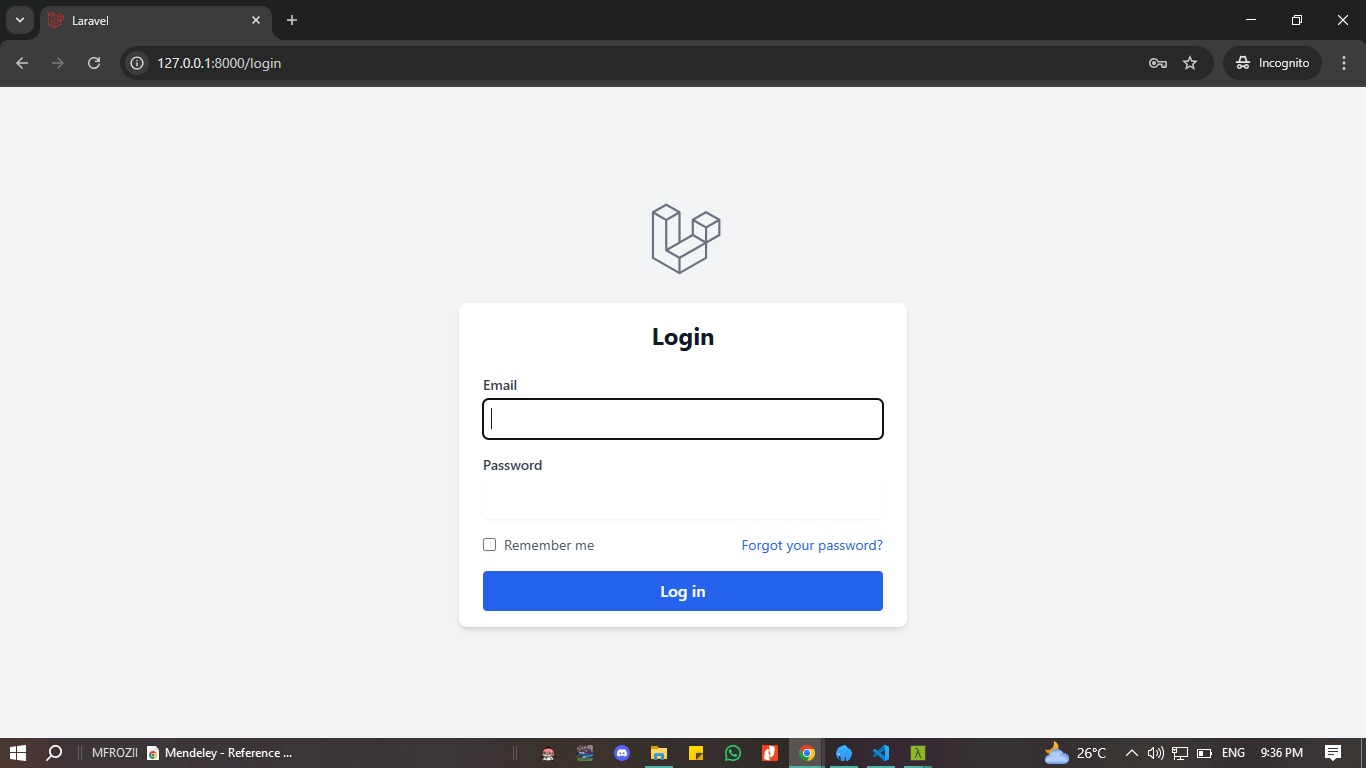 Laravel
127.0.0.1:8000/login
Incognito
Login
Email
Password
Remember me
Forgot your password?
Log in
MFROZII
Mendeley - Reference ...
26°C
ENG
9:36 PM